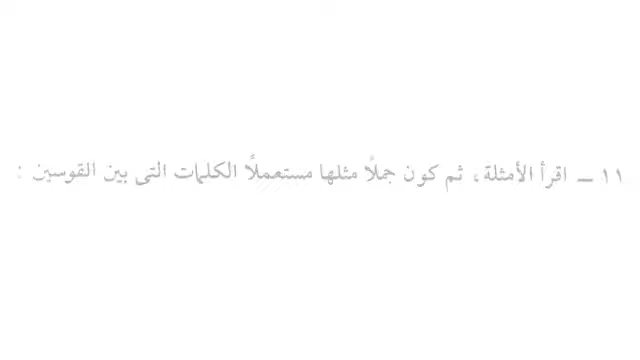 ١١ ــ اقرأ الأمثلة، ثم كون جملاً مثلها مستعملاً الكلمات التى بين القوسين :